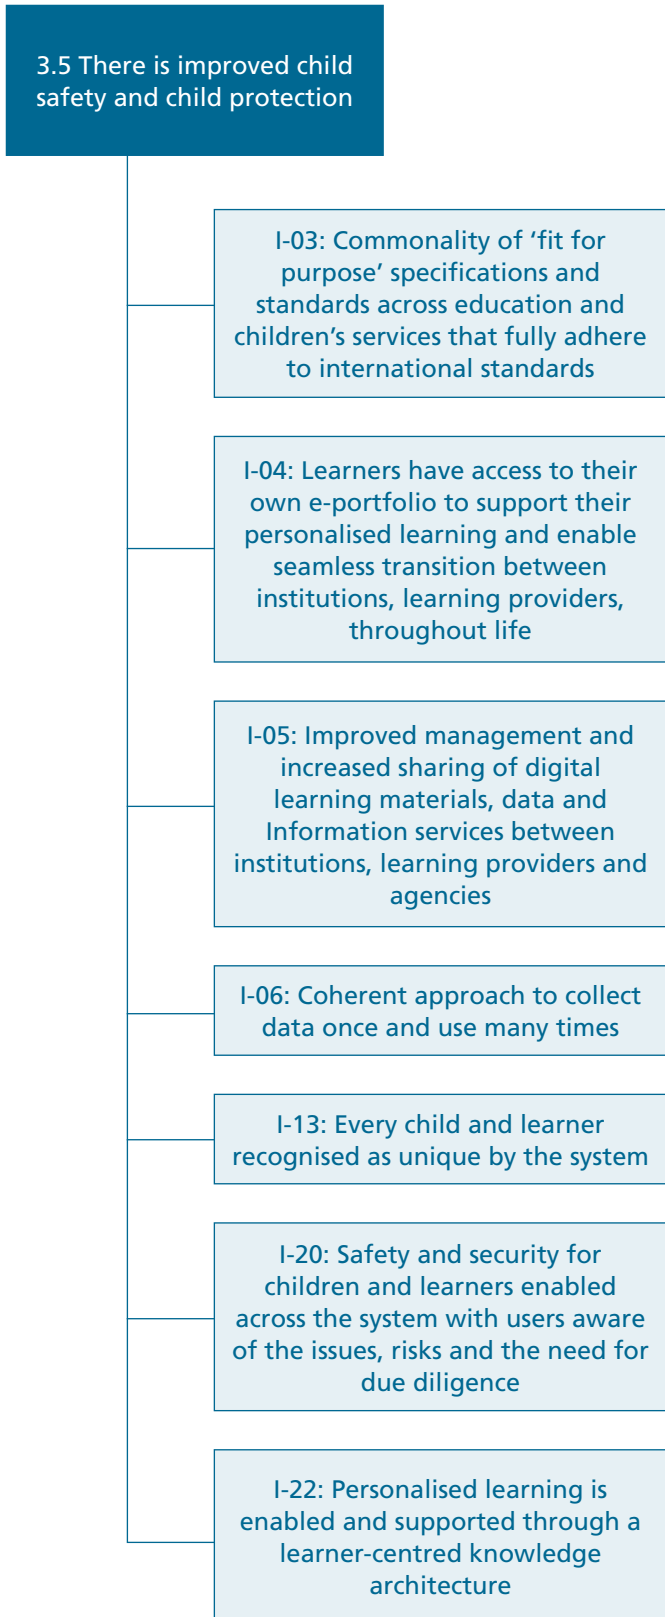 3.5 There is improved child
safety and child protection
I-03: Commonality of ‘fit for
purpose’ specifications and
standards across education and
children’s services that fully adhere
to international standards
I-04: Learners have access to their
own e-portfolio to support their
personalised learning and enable
seamless transition between
institutions, learning providers,
throughout life
I-05: Improved management and
increased sharing of digital
learning materials, data and
Information services between
institutions, learning providers and
agencies
I-06: Coherent approach to collect
data once and use many times
I-13: Every child and learner
recognised as unique by the system
I-20: Safety and security for
children and learners enabled
across the system with users aware
of the issues, risks and the need for
due diligence
I-22: Personalised learning is
enabled and supported through a
learner-centred knowledge
architecture